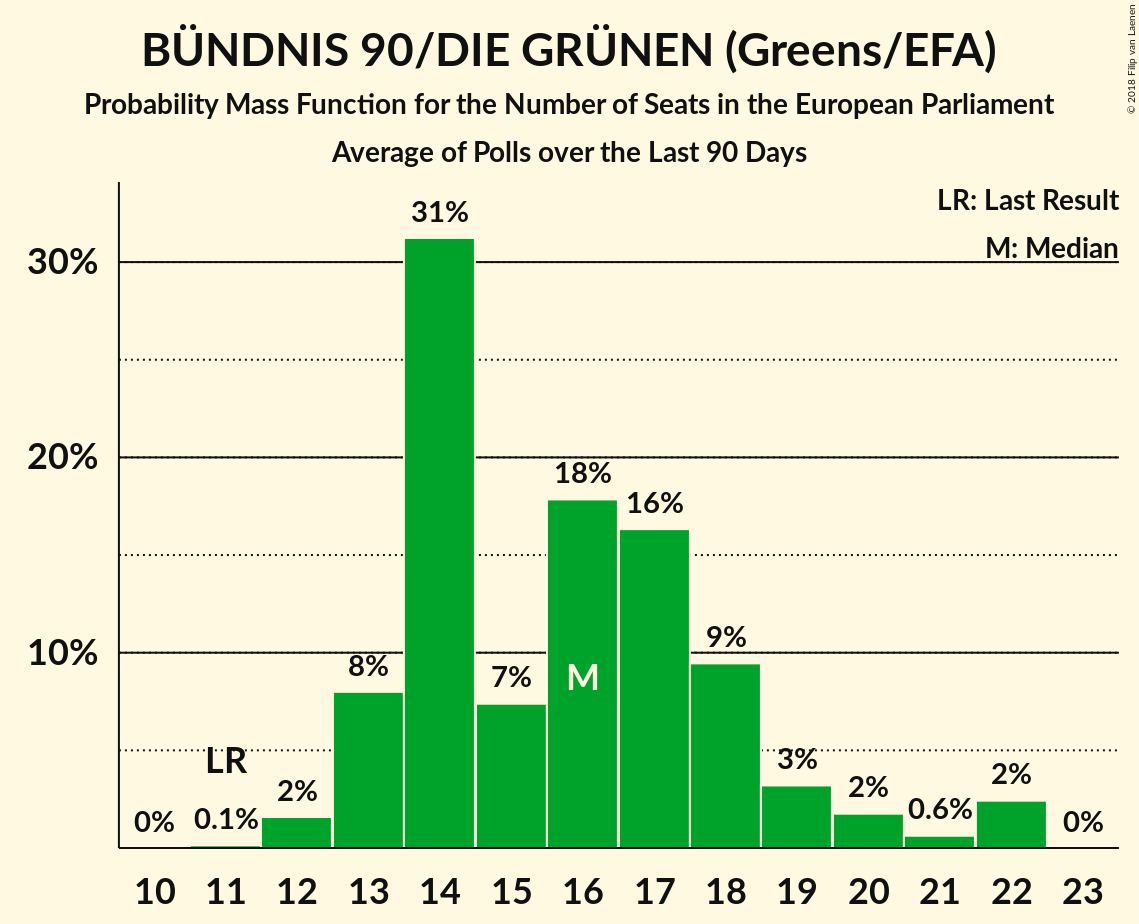 BÜNDNIS 90/DIE GRÜNEN (Greens/EFA)
Probability Mass Function for the Number of Seats in the European Parliament
Average of Polls over the Last 90 Days
© 2018 Filip van Laenen
LR: Last Result
M: Median
30%
20%
10%
0%
0.1%
LR
2%
8%
31%
7%
18%
M
16%
9%
3%
2%
0.6%
2%
0%
10 11 12 13 14 15 16 17 18 19 20 21 22 23